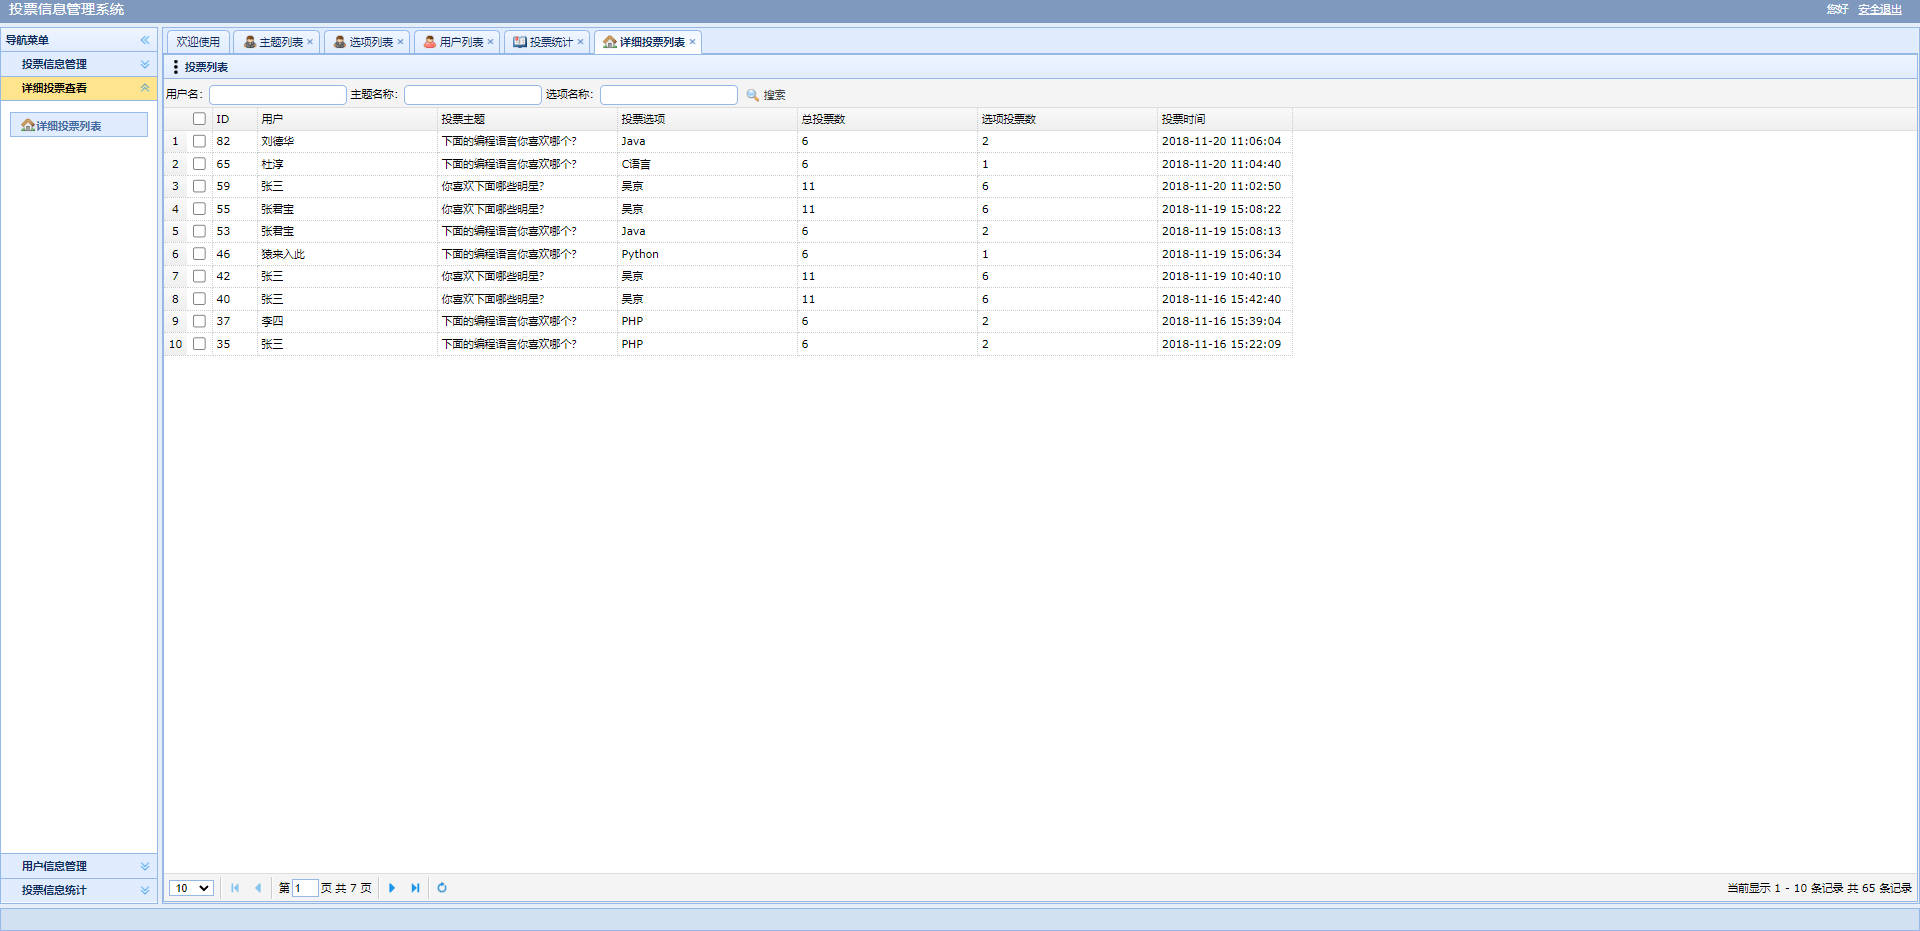 投票信息管理系统 您好 安全退出
导航菜单
投票信息管理
详细投票查看
详细投票列表
用户信息管理
投票信息统计
欢迎使用 主题列表 选项列表 用户列表 投票统计 详细投票列表
投票列表
用户名: 主题名称: 选项名称: 搜索
ID 用户 投票主题 投票选项 总投票数 选项投票数 投票时间
1 82 刘德华 下面的编程语言你喜欢哪个? Java 6 2 2018-11-20 11:06:04
2 65 杜淳 下面的编程语言你喜欢哪个? C语言 6 1 2018-11-20 11:04:40
3 59 张三 你喜欢下面哪些明星? 吴京 11 6 2018-11-20 11:02:50
4 55 张君宝 你喜欢下面哪些明星? 吴京 11 6 2018-11-19 15:08:22
5 53 张君宝 下面的编程语言你喜欢哪个? Java 6 2 2018-11-19 15:08:13
6 46 猿来入此 下面的编程语言你喜欢哪个? Python 6 1 2018-11-19 15:06:34
7 42 张三 你喜欢下面哪些明星? 吴京 11 6 2018-11-19 10:40:10
8 40 张三 你喜欢下面哪些明星? 吴京 11 6 2018-11-16 15:42:40
9 37 李四 下面的编程语言你喜欢哪个? PHP 6 2 2018-11-16 15:39:04
10 35 张三 下面的编程语言你喜欢哪个? PHP 6 2 2018-11-16 15:22:09
10 第 1 页 共 7 页 当前显示 1 - 10 条记录 共 65 条记录